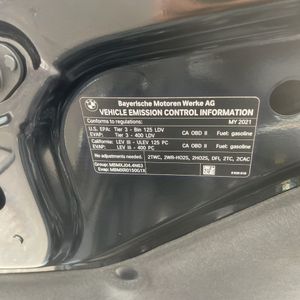 Bayerische Motoren Werke AG
VEHICLE EMISSION CONTROL INFORMATION
Conforms to regulations: MY 2021
U.S. EPA: Tier 3 - Bin 125 LDV CA OBD II Fuel: gasoline
EVAP: Tier 3 - 400 LDV
California: LEV III - ULEV 125 PC CA OBD II Fuel: gasoline
EVAP: LEV III - 400 PC
No adjustments needed. 2TWC, 2WR-HO2S, 2HO2S, DFI, 2TC, 2CAC
Group: MBMXJ04.4N63
Evap: MBMXR0150G1X